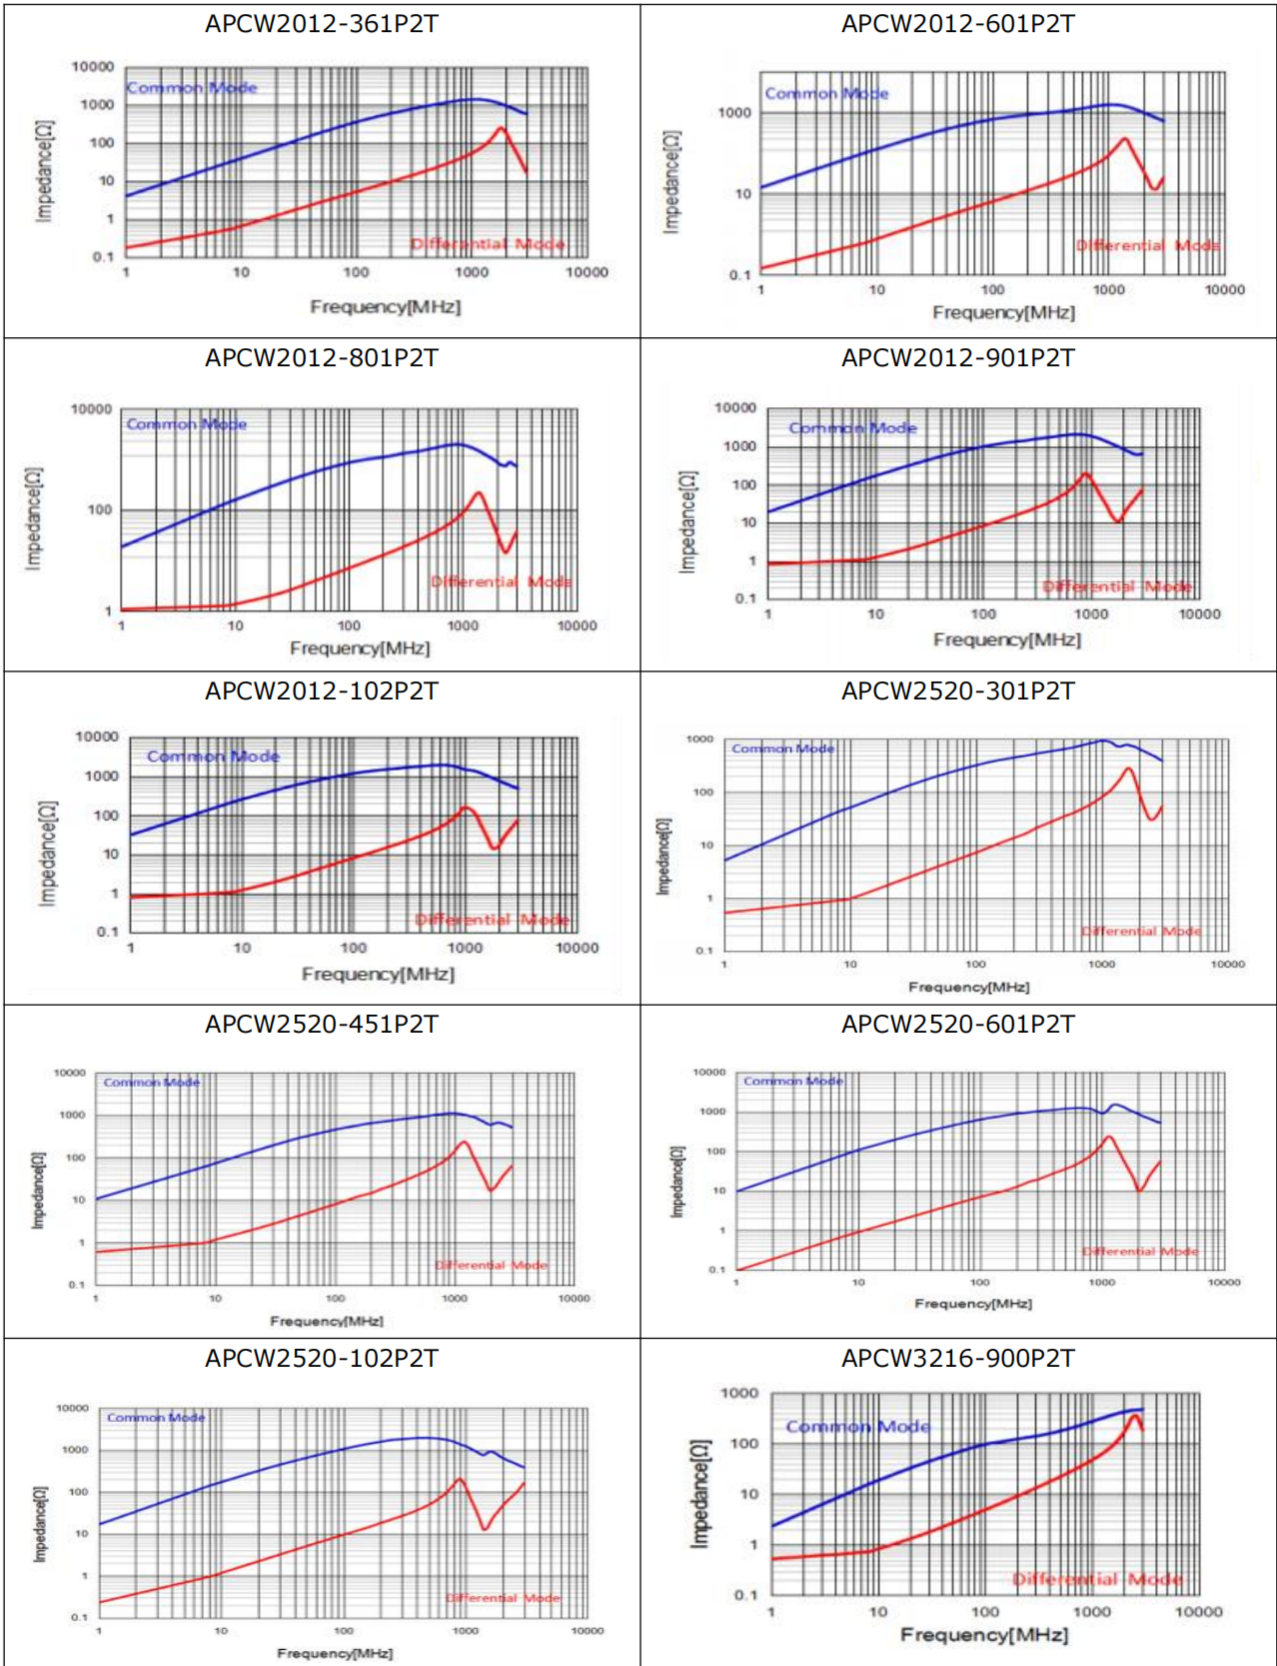 APCW2012-361P2T
10000
Common Mode
1000
100
10
1
0.1
Impedance[Ω]
Differential Mode
1 10 100 1000 10000
Frequency[MHz]
APCW2012-601P2T
Common Mode
1000
10
0.1
Impedance[Ω]
Differential Mode
1 10 100 1000 10000
Frequency[MHz]
APCW2012-801P2T
10000
Common Mode
100
1
Impedance[Ω]
Differential Mode
1 10 100 1000 10000
Frequency[MHz]
APCW2012-901P2T
10000
Common Mode
1000
100
10
1
0.1
Impedance[Ω]
Differential Mode
1 10 100 1000 10000
Frequency[MHz]
APCW2012-102P2T
10000
Common Mode
1000
100
10
1
0.1
Impedance[Ω]
Differential Mode
1 10 100 1000 10000
Frequency[MHz]
APCW2520-301P2T
1000
Common Mode
100
10
1
0.1
Impedance[Ω]
Differential Mode
1 10 100 1000 10000
Frequency[MHz]
APCW2520-451P2T
10000
Common Mode
1000
100
10
1
0.1
Impedance[Ω]
Differential Mode
1 10 100 1000 10000
Frequency[MHz]
APCW2520-601P2T
10000
Common Mode
1000
100
10
1
0.1
Impedance[Ω]
Differential Mode
1 10 100 1000 10000
Frequency[MHz]
APCW2520-102P2T
10000
Common Mode
1000
100
10
1
0.1
Impedance[Ω]
Differential Mode
1 10 100 1000 10000
Frequency[MHz]
APCW3216-900P2T
1000
Common Mode
100
10
1
0.1
Impedance[Ω]
Differential Mode
1 10 100 1000 10000
Frequency[MHz]